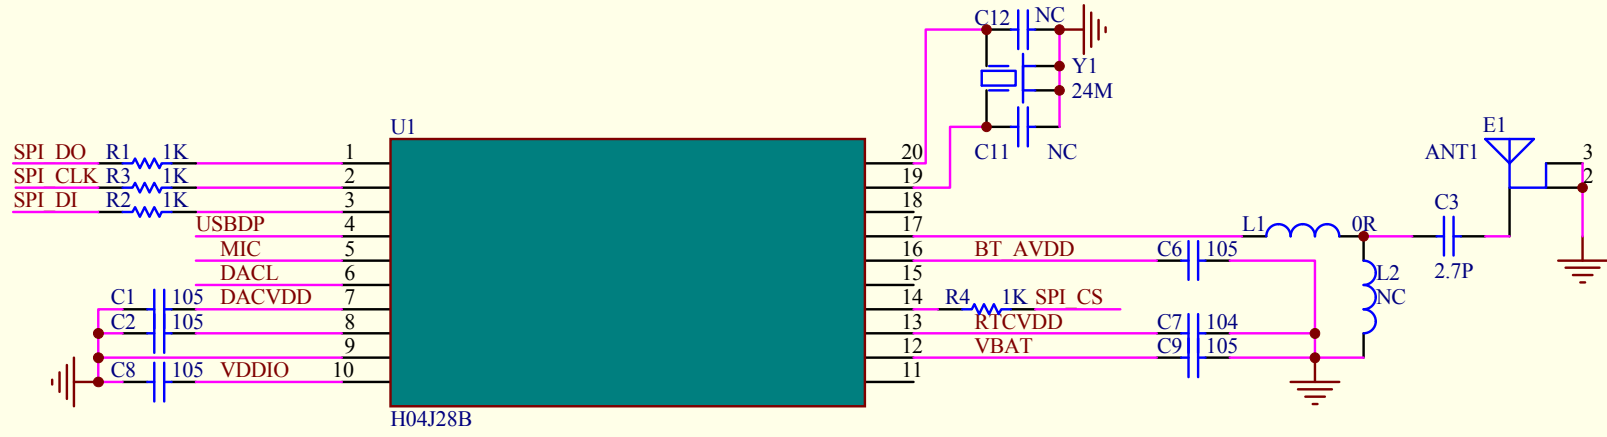 C12 NC
Y1
24M
C11 NC
U1
SPI_DO R1 1K 1
SPI_CLK R3 1K 2
SPI_DI R2 1K 3
USBDP 4
MIC 5
DACL 6
C1 105 DACVDD 7
C2 105 8
9
C8 105 VDDIO 10
H04J28B
20
19
18
17 L1 0R
16 BT_AVDD C6 105
15
14 R4 1K SPI_CS
13 RTCVDD C7 104
12 VBAT C9 105
11
L2
NC
C3
2.7P
E1
ANT1
3
2